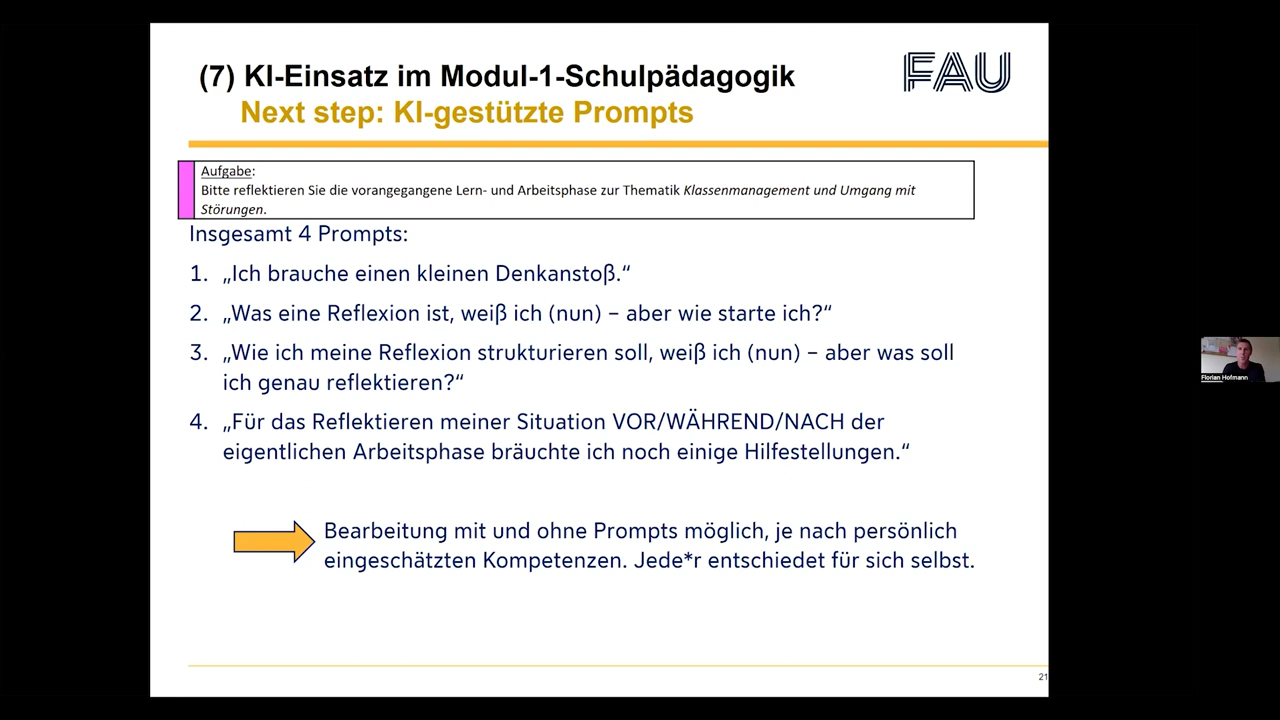 (7) KI-Einsatz im Modul-1-Schulpädagogik
FAU
Next step: KI-gestützte Prompts
Aufgabe:
Bitte reflektieren Sie die vorangegangene Lern- und Arbeitsphase zur Thematik Klassenmanagement und Umgang mit
Störungen.
Insgesamt 4 Prompts:
1. „Ich brauche einen kleinen Denkanstoß.“
2. „Was eine Reflexion ist, weiß ich (nun) – aber wie starte ich?“
3. „Wie ich meine Reflexion strukturieren soll, weiß ich (nun) – aber was soll
ich genau reflektieren?“
4. „Für das Reflektieren meiner Situation VOR/WÄHREND/NACH der
eigentlichen Arbeitsphase bräuchte ich noch einige Hilfestellungen.“
Bearbeitung mit und ohne Prompts möglich, je nach persönlich
eingeschätzten Kompetenzen. Jede*r entschiedet für sich selbst.
21
Florian Hofmann